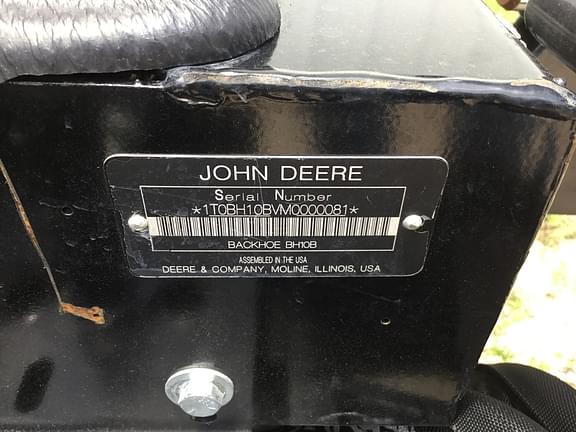 JOHN DEERE
Serial Number
*1T0BH10BVM0000081*
BACKHOE BH10B
ASSEMBLED IN THE USA
DEERE & COMPANY, MOLINE, ILLINOIS, USA